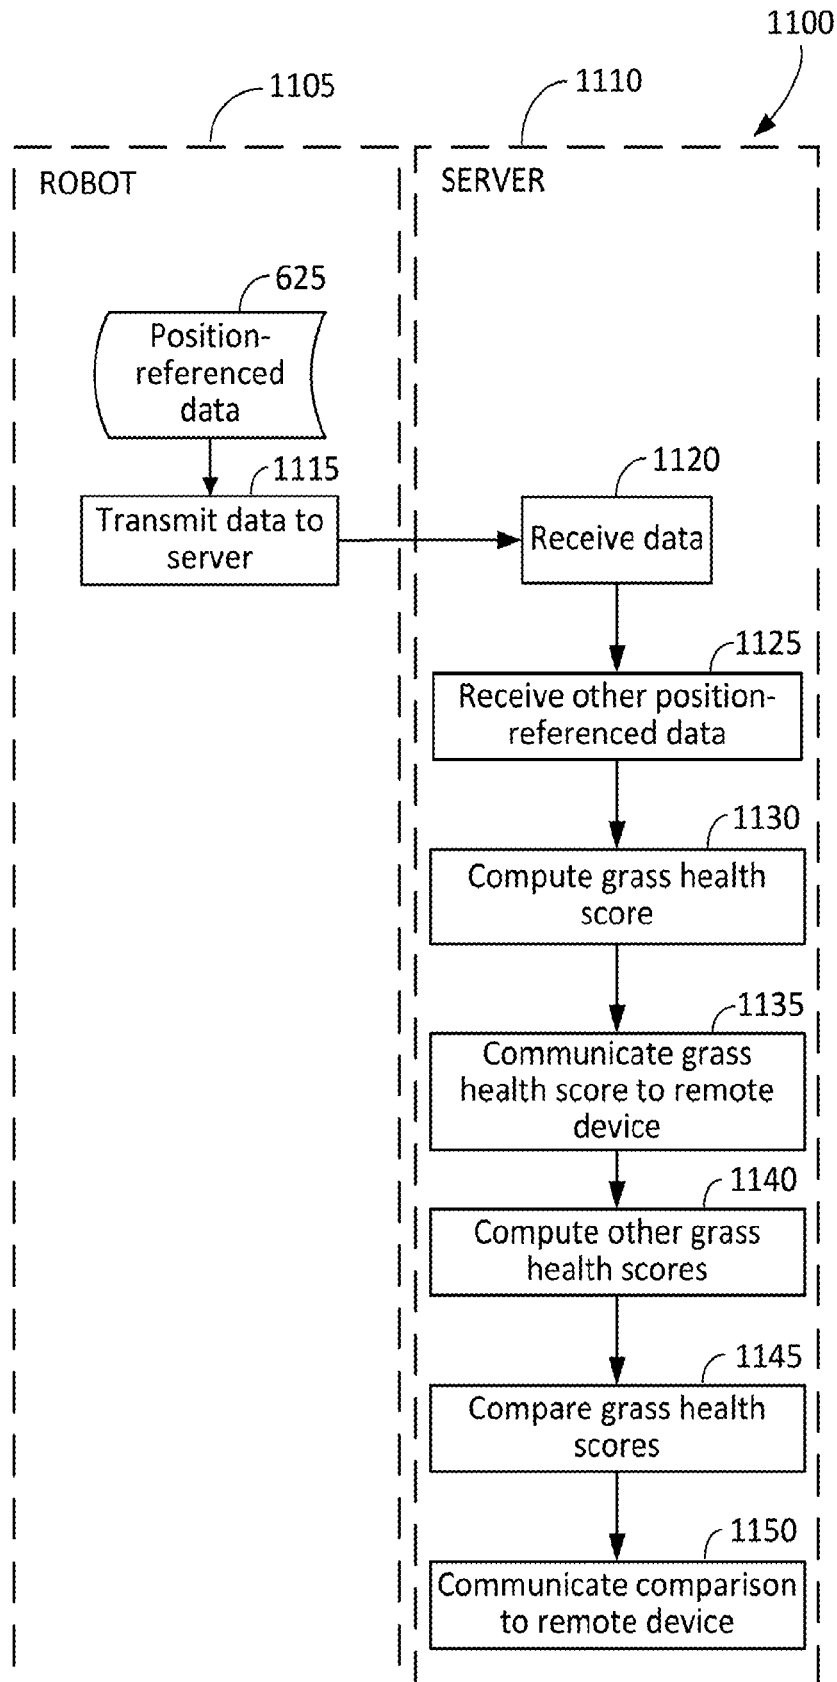 1100
1105
1110
ROBOT
SERVER
625
Position-
referenced
data
1115
Transmit data to
server
1120
Receive data
1125
Receive other position-
referenced data
1130
Compute grass health
score
1135
Communicate grass
health score to remote
device
1140
Compute other grass
health scores
1145
Compare grass health
scores
1150
Communicate comparison
to remote device